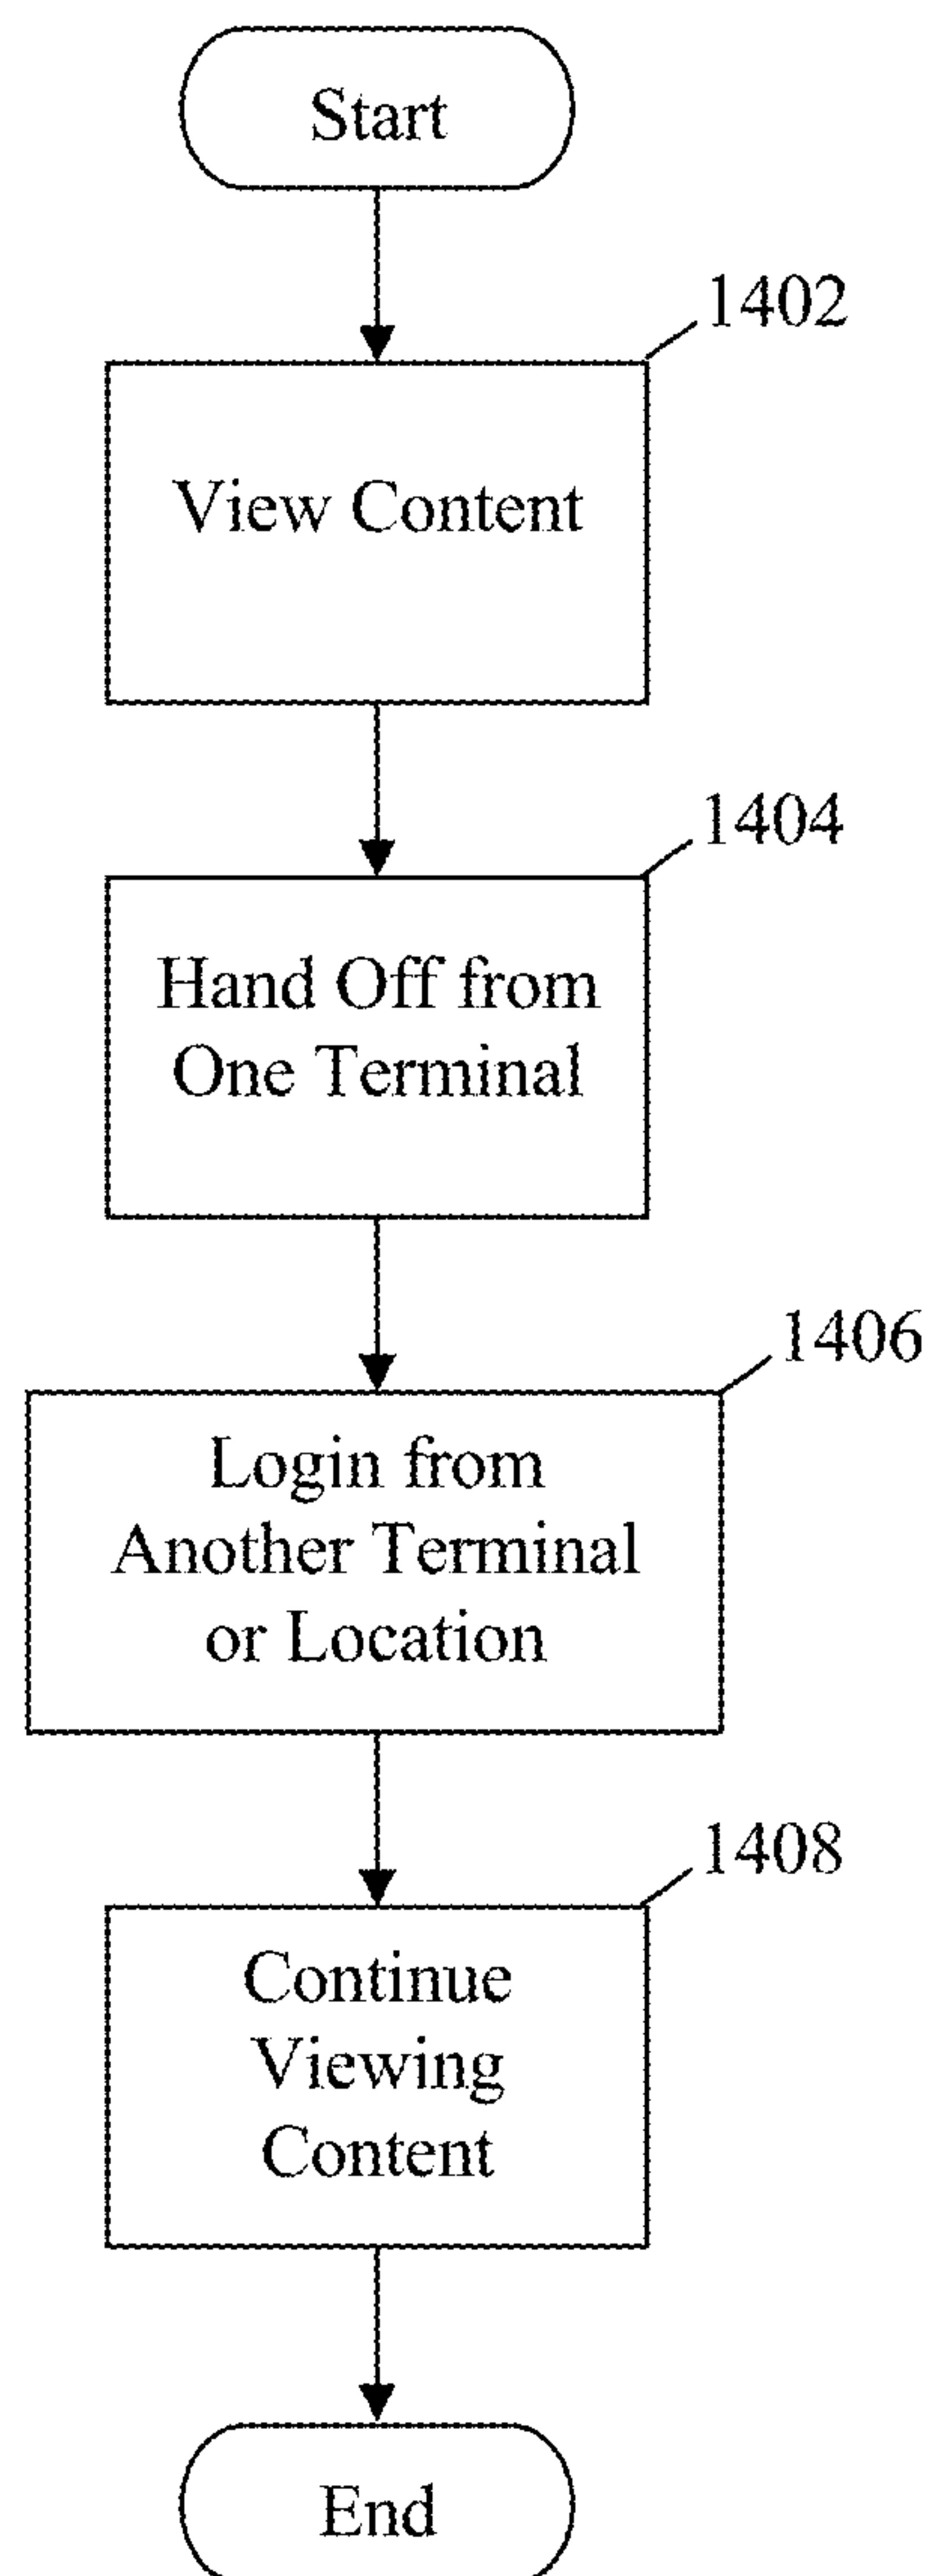 Start
1402
View Content
1404
Hand Off from
One Terminal
1406
Login from
Another Terminal
or Location
1408
Continue
Viewing
Content
End